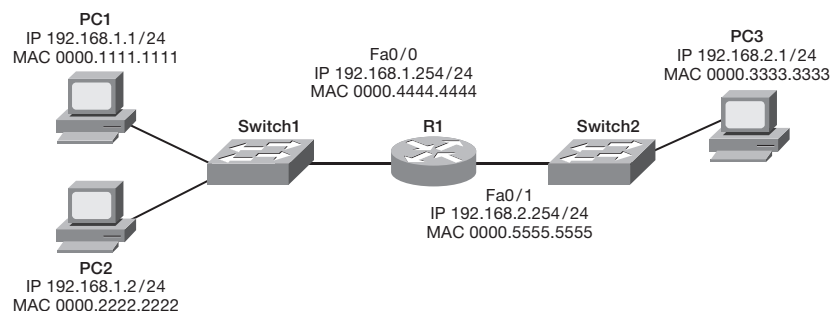 PC1
IP 192.168.1.1/24
MAC 0000.1111.1111
Fa0/0
IP 192.168.1.254/24
MAC 0000.4444.4444
PC3
IP 192.168.2.1/24
MAC 0000.3333.3333
Switch1
R1
Switch2
Fa0/1
IP 192.168.2.254/24
MAC 0000.5555.5555
PC2
IP 192.168.1.2/24
MAC 0000.2222.2222